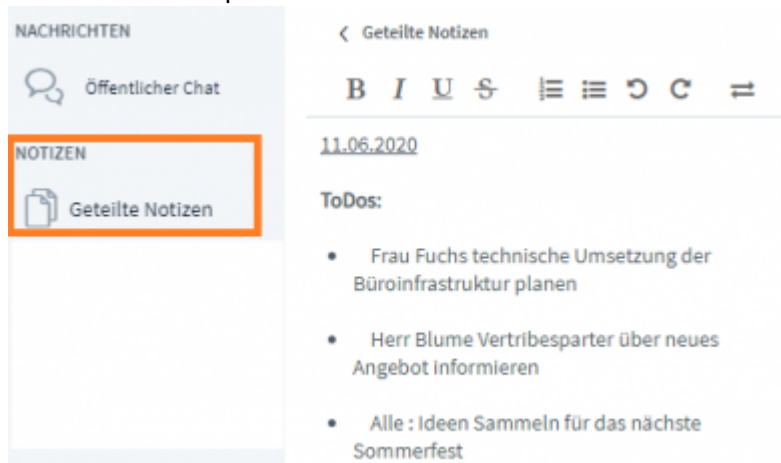 NACHRICHTEN
Öffentlicher Chat
NOTIZEN
Geteilte Notizen
Geteilte Notizen
B I U S
11.06.2020
ToDos:
• Frau Fuchs technische Umsetzung der
Büroinfrastruktur planen
• Herr Blume Vertribesparter über neues
Angebot informieren
• Alle : Ideen Sammeln für das nächste
Sommerfest